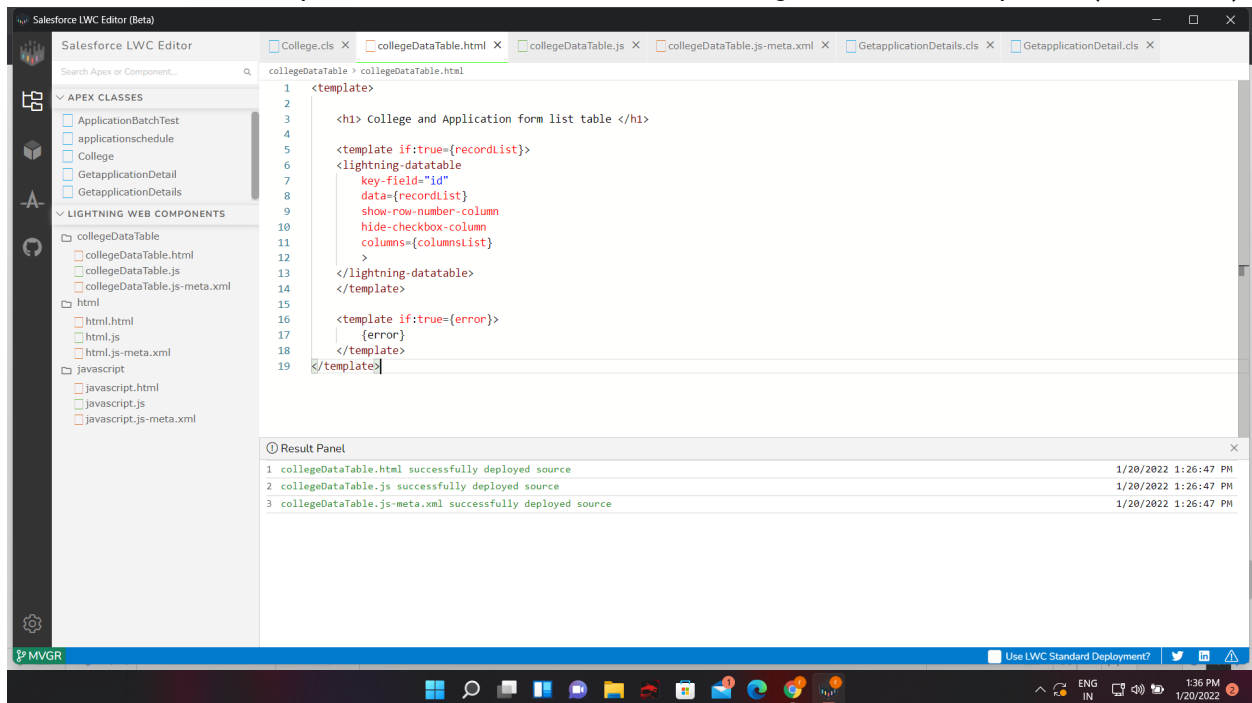 Salesforce LWC Editor (Beta)
Salesforce LWC Editor
Search Apex or Component...
APEX CLASSES
ApplicationBatchTest
applicationschedule
College
GetapplicationDetail
GetapplicationDetails
LIGHTNING WEB COMPONENTS
collegeDataTable
collegeDataTable.html
collegeDataTable.js
collegeDataTable.js-meta.xml
html
html.html
html.js
html.js-meta.xml
javascript
javascript.html
javascript.js
javascript.js-meta.xml
College.cls collegeDataTable.html collegeDataTable.js collegeDataTable.js-meta.xml GetapplicationDetails.cls GetapplicationDetail.cls
collegeDataTable > collegeDataTable.html
1 <template>
2
3 <h1> College and Application form list table </h1>
4
5 <template if:true={recordList}>
6 <lightning-datatable
7 key-field="id"
8 data={recordList}
9 show-row-number-column
10 hide-checkbox-column
11 columns={columnsList}
12 >
13 </lightning-datatable>
14 </template>
15
16 <template if:true={error}>
17 {error}
18 </template>
19 </template>
Result Panel
1 collegeDataTable.html successfully deployed source 1/20/2022 1:26:47 PM
2 collegeDataTable.js successfully deployed source 1/20/2022 1:26:47 PM
3 collegeDataTable.js-meta.xml successfully deployed source 1/20/2022 1:26:47 PM
MVGR
Use LWC Standard Deployment?
ENG
IN
1:36 PM
1/20/2022
2